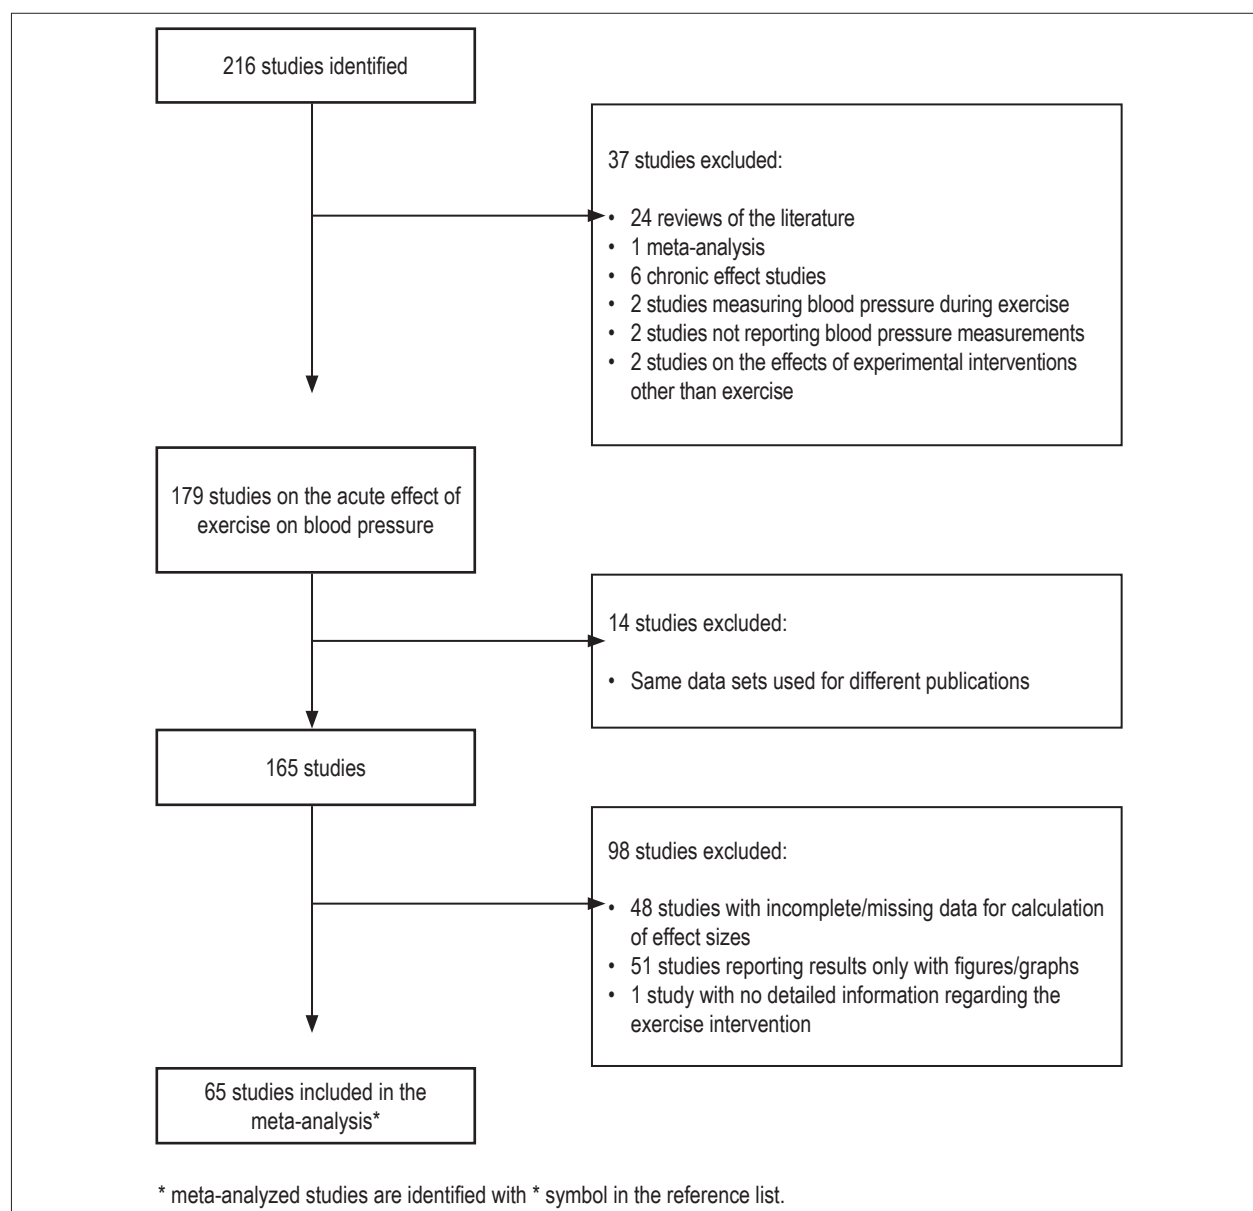 216 studies identified
37 studies excluded:
• 24 reviews of the literature
• 1 meta-analysis
• 6 chronic effect studies
• 2 studies measuring blood pressure during exercise
• 2 studies not reporting blood pressure measurements
• 2 studies on the effects of experimental interventions
other than exercise
179 studies on the acute effect of
exercise on blood pressure
14 studies excluded:
• Same data sets used for different publications
165 studies
98 studies excluded:
• 48 studies with incomplete/missing data for calculation
of effect sizes
• 51 studies reporting results only with figures/graphs
• 1 study with no detailed information regarding the
exercise intervention
65 studies included in the
meta-analysis*
* meta-analyzed studies are identified with * symbol in the reference list.